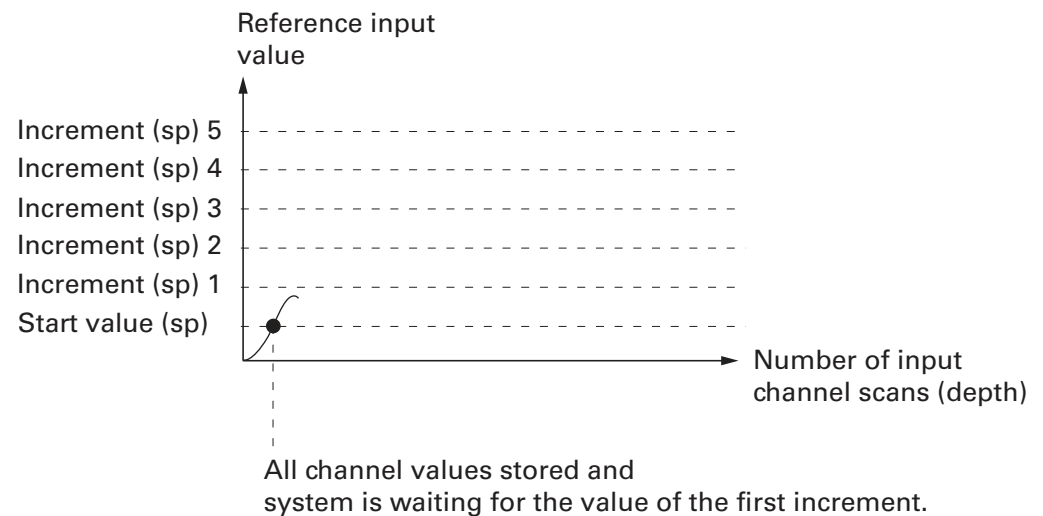 Reference input
value
Increment (sp) 5
Increment (sp) 4
Increment (sp) 3
Increment (sp) 2
Increment (sp) 1
Start value (sp)
Number of input
channel scans (depth)
All channel values stored and
system is waiting for the value of the first increment.